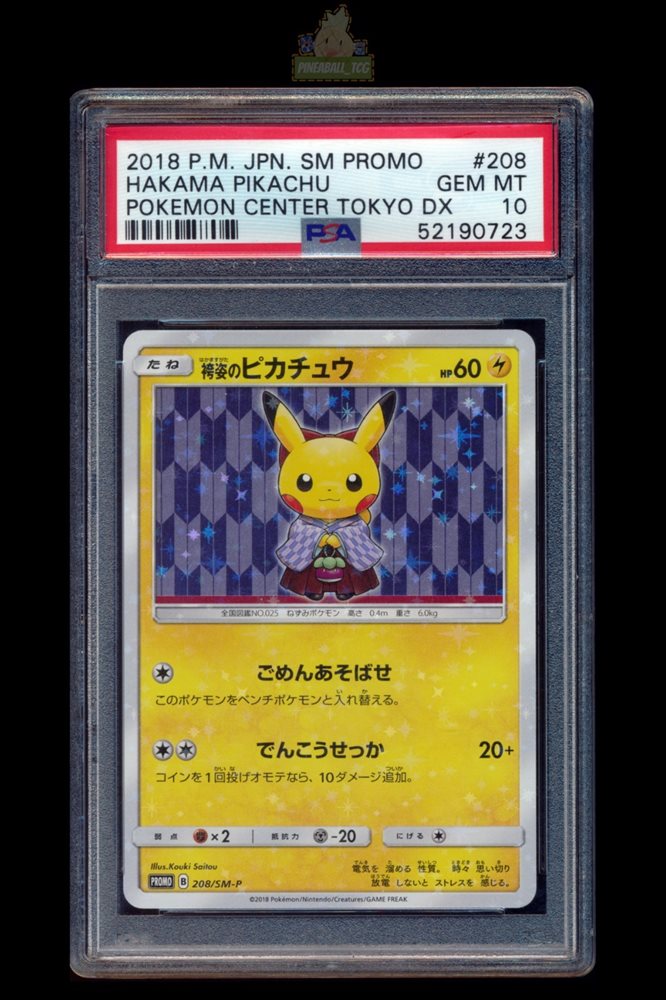 PINEABALL_TCG
2018 P.M. JPN. SM PROMO #208
HAKAMA PIKACHU GEM MT
POKEMON CENTER TOKYO DX 10
PSA 52190723
たね 袴姿のピカチュウ HP60
はかますがた
全国図鑑NO.025 ねずみポケモン 高さ 0.4m 重さ 6.0kg
ごめんあそばせ
このポケモンをベンチポケモンと入れ替える。
でんこうせっか 20+
コインを1回投げオモテなら、10ダメージ追加。
弱点 ×2 抵抗力 -20 にげる
Illus.Kouki Saitou
電気を 溜める 性質。 時々 思い切り
放電 しないと ストレスを 感じる。
PROMO B 208/SM-P
©2018 Pokémon/Nintendo/Creatures/GAME FREAK